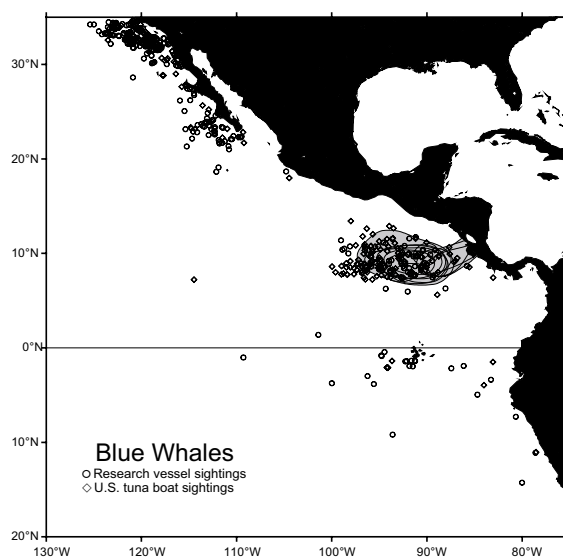 30°N
20°N
10°N
0°N
10°N
20°N
Blue Whales
Research vessel sightings
U.S. tuna boat sightings
130°W 120°W 110°W 100°W 90°W 80°W